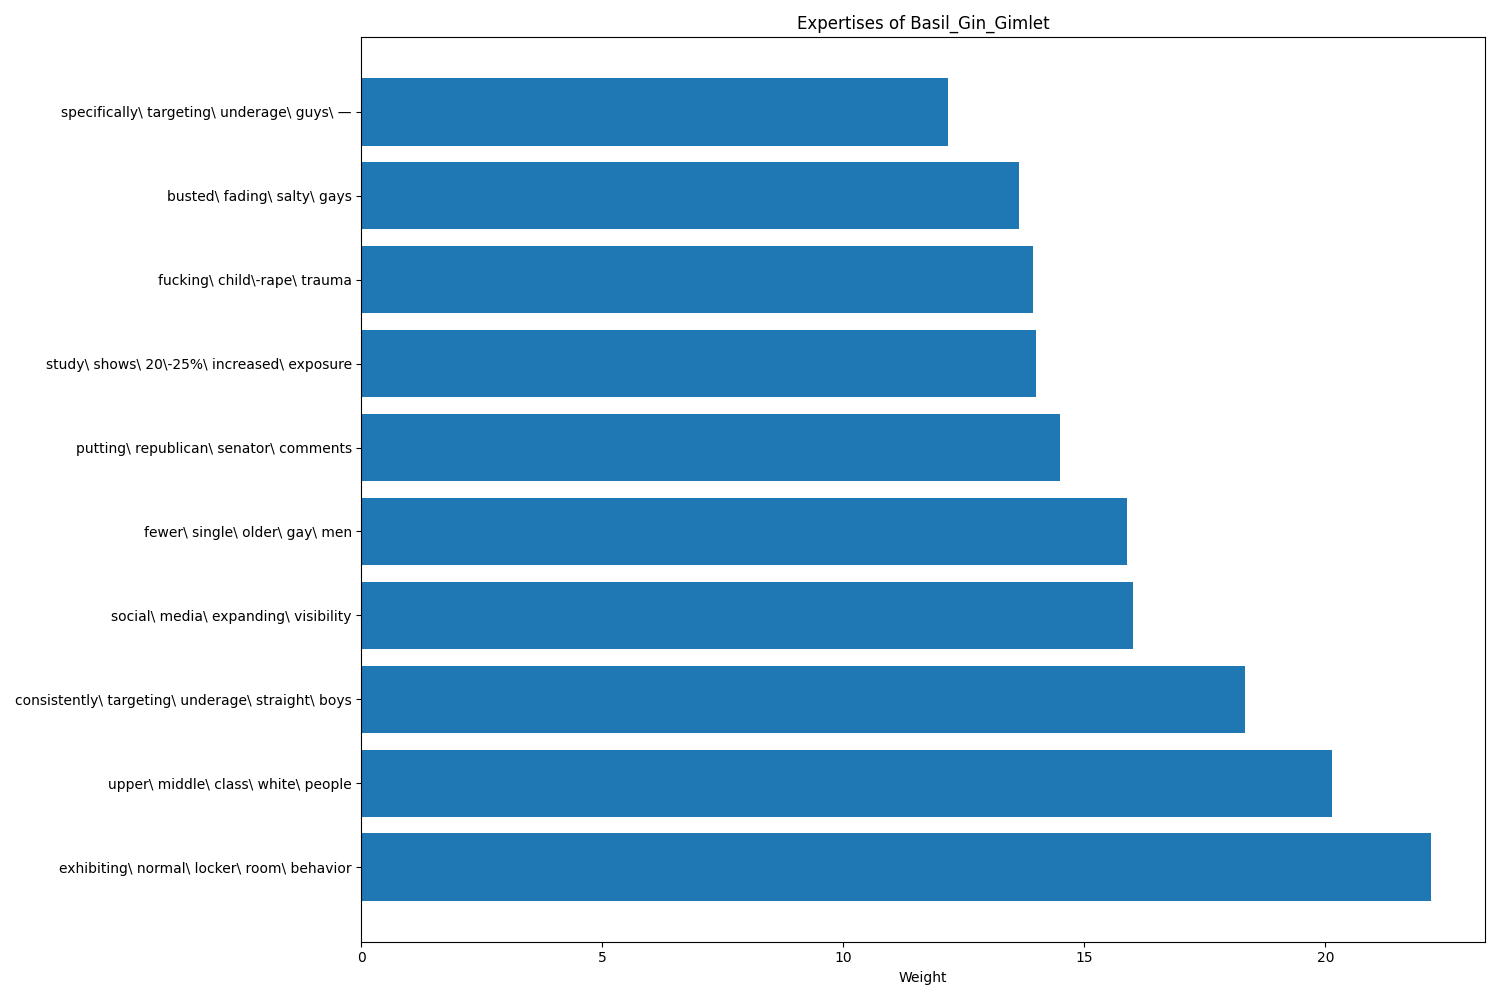 Expertises of Basil_Gin_Gimlet
specifically\ targeting\ underage\ guys\ —
busted\ fading\ salty\ gays
fucking\ child\-rape\ trauma
study\ shows\ 20\-25%\ increased\ exposure
putting\ republican\ senator\ comments
fewer\ single\ older\ gay\ men
social\ media\ expanding\ visibility
consistently\ targeting\ underage\ straight\ boys
upper\ middle\ class\ white\ people
exhibiting\ normal\ locker\ room\ behavior
0 5 10 15 20
Weight